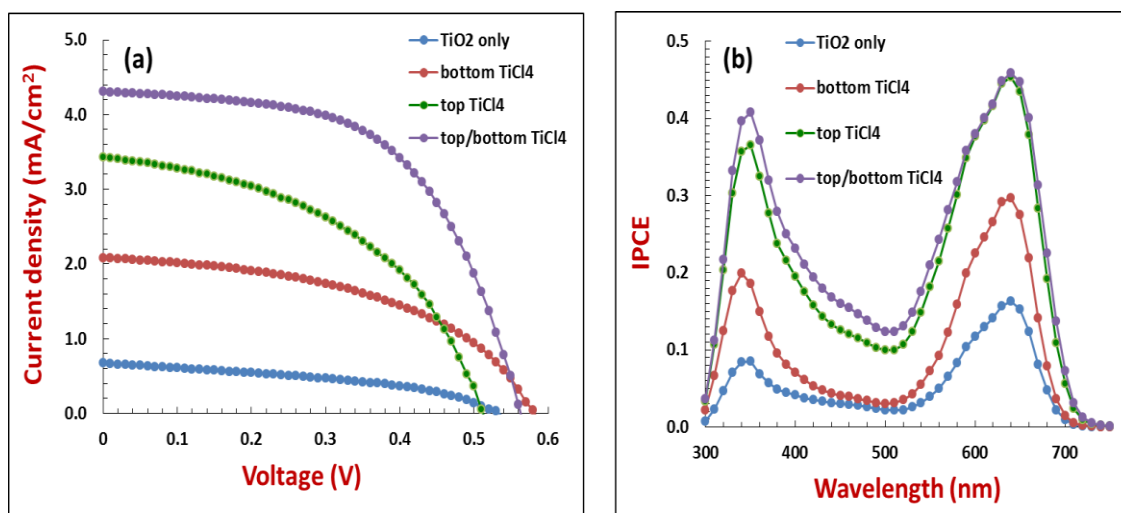 (a)
TiO2 only
bottom TiCl4
top TiCl4
top/bottom TiCl4
Current density (mA/cm²)
5.0
4.0
3.0
2.0
1.0
0.0
0 0.1 0.2 0.3 0.4 0.5 0.6
Voltage (V)
(b)
TiO2 only
bottom TiCl4
top TiCl4
top/bottom TiCl4
IPCE
0.5
0.4
0.3
0.2
0.1
0.0
300 400 500 600 700
Wavelength (nm)